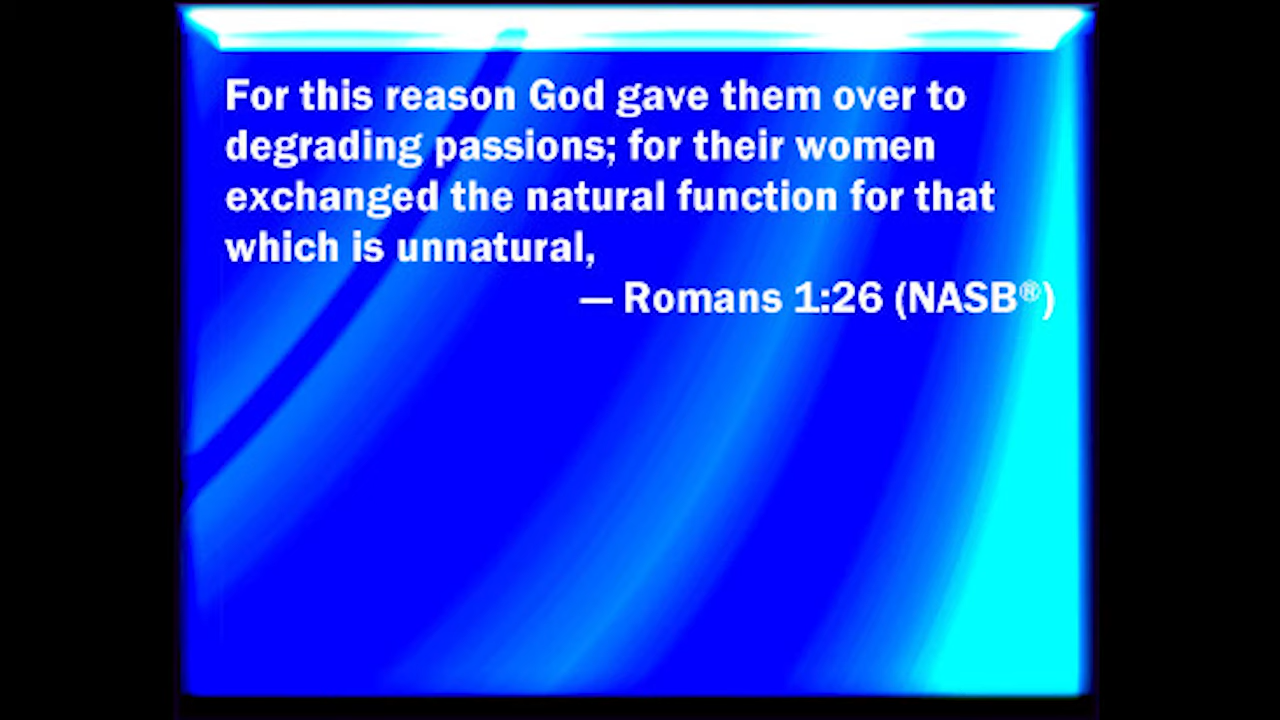 For this reason God gave them over to
degrading passions; for their women
exchanged the natural function for that
which is unnatural,
— Romans 1:26 (NASB®)